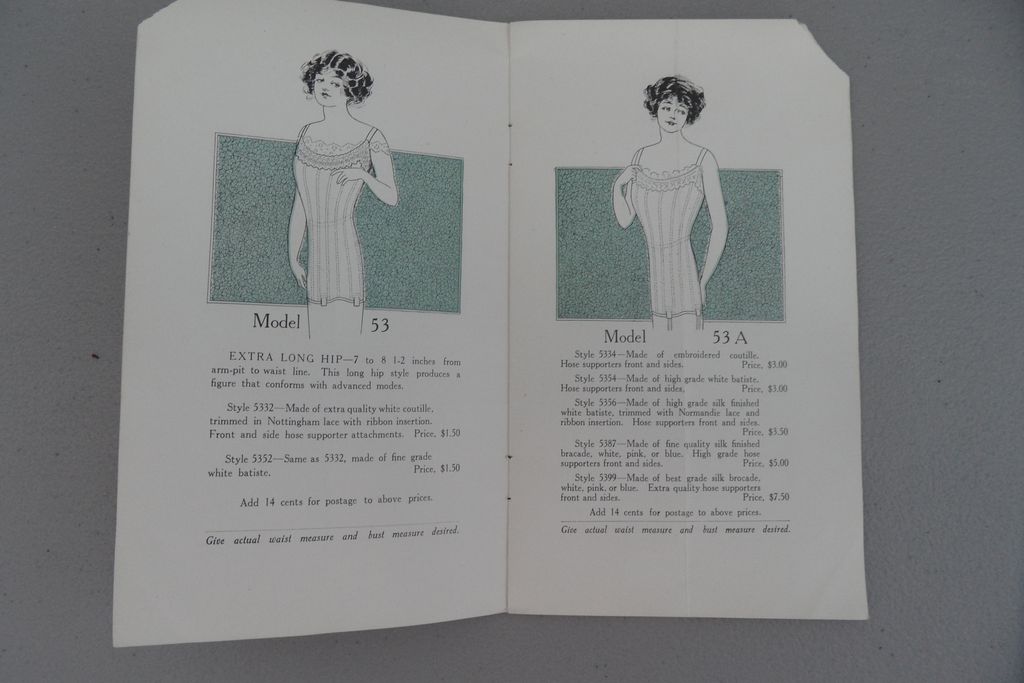 Model 53
EXTRA LONG HIP—7 to 8 1-2 inches from
arm-pit to waist line. This long hip style produces a
figure that conforms with advanced modes.
Style 5332—Made of extra quality white coutille,
trimmed in Nottingham lace with ribbon insertion.
Front and side hose supporter attachments. Price, $1.50
Style 5352—Same as 5332, made of fine grade
white batiste. Price, $1.50
Add 14 cents for postage to above prices.
Give actual waist measure and bust measure desired.
Model 53 A
Style 5334—Made of embroidered coutille.
Hose supporters front and sides. Price, $3.00
Style 5354—Made of high grade white batiste.
Hose supporters front and sides. Price, $3.00
Style 5356—Made of high grade silk finished
white batiste, trimmed with Normandie lace and
ribbon insertion. Hose supporters front and sides.
Price, $3.50
Style 5387—Made of fine quality silk finished
bracade, white, pink, or blue. High grade hose
supporters front and sides. Price, $5.00
Style 5399—Made of best grade silk brocade,
white, pink, or blue. Extra quality hose supporters
front and sides. Price, $7.50
Add 14 cents for postage to above prices.
Give actual waist measure and bust measure desired.